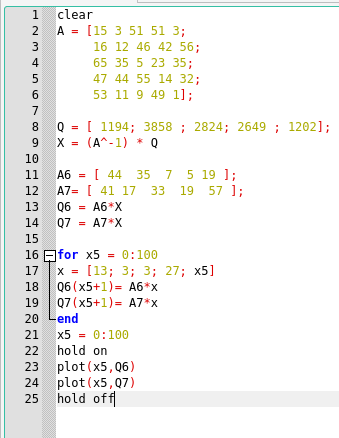 1 clear
2 A = [15 3 51 51 3;
3 16 12 46 42 56;
4 65 35 5 23 35;
5 47 44 55 14 32;
6 53 11 9 49 1];
7
8 Q = [ 1194; 3858 ; 2824; 2649 ; 1202];
9 X = (A^-1) * Q
10
11 A6 = [ 44 35 7 5 19 ];
12 A7= [ 41 17 33 19 57 ];
13 Q6 = A6*X
14 Q7 = A7*X
15
16 for x5 = 0:100
17 x = [13; 3; 3; 27; x5]
18 Q6(x5+1)= A6*x
19 Q7(x5+1)= A7*x
20 end
21 x5 = 0:100
22 hold on
23 plot(x5,Q6)
24 plot(x5,Q7)
25 hold off